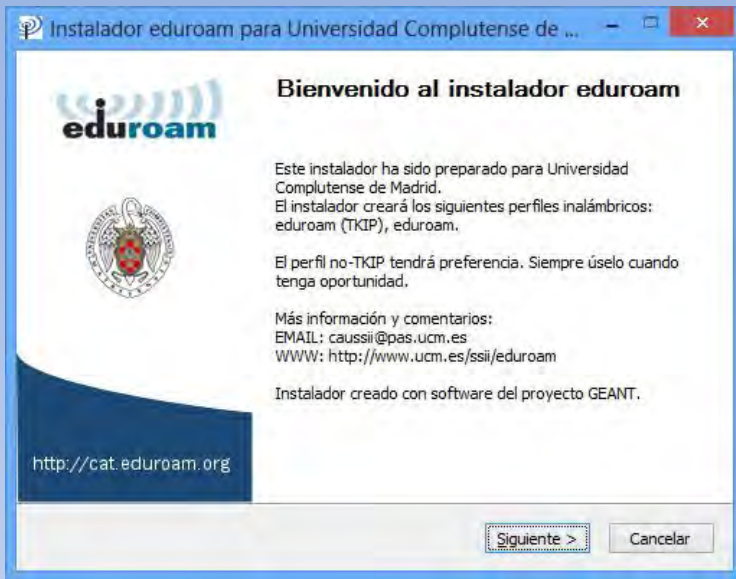 Instalador eduroam para Universidad Complutense de ...
eduroam
Bienvenido al instalador eduroam
Este instalador ha sido preparado para Universidad
Complutense de Madrid.
El instalador creará los siguientes perfiles inalámbricos:
eduroam (TKIP), eduroam.
El perfil no-TKIP tendrá preferencia. Siempre úselo cuando
tenga oportunidad.
Más información y comentarios:
EMAIL: caussii@pas.ucm.es
WWW: http://www.ucm.es/ssii/eduroam
Instalador creado con software del proyecto GEANT.
http://cat.eduroam.org
Siguiente >
Cancelar